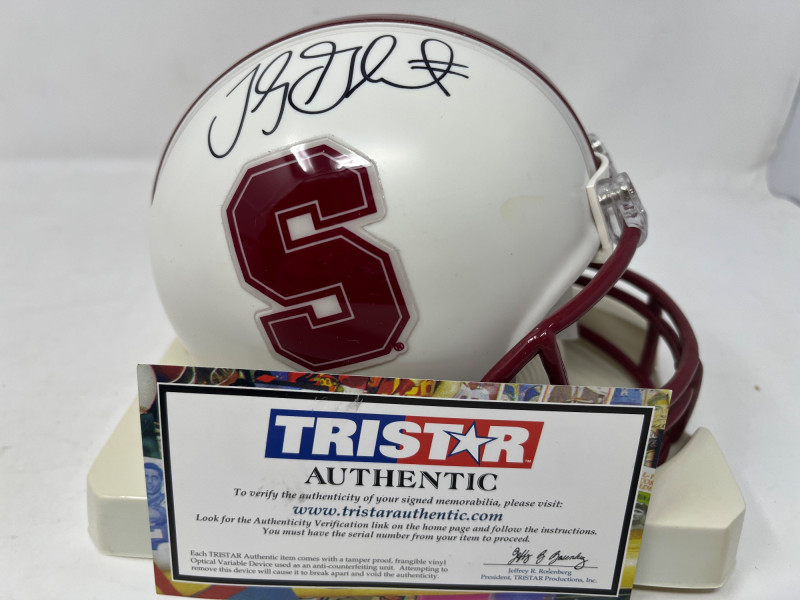 S
®
TRISTAR
AUTHENTIC
To verify the authenticity of your signed memorabilia, please visit:
www.tristarauthentic.com
Look for the Authenticity Verification link on the home page and follow the instructions.
You must have the serial number from your item to proceed.
Each TRISTAR Authentic item comes with a tamper proof, frangible vinyl
Optical Variable Device used as an anti-counterfeiting unit. Attempting to
remove this device will cause it to break apart and void the authenticity.
Jeffrey R. Rosenberg
President, TRISTAR Productions, Inc.